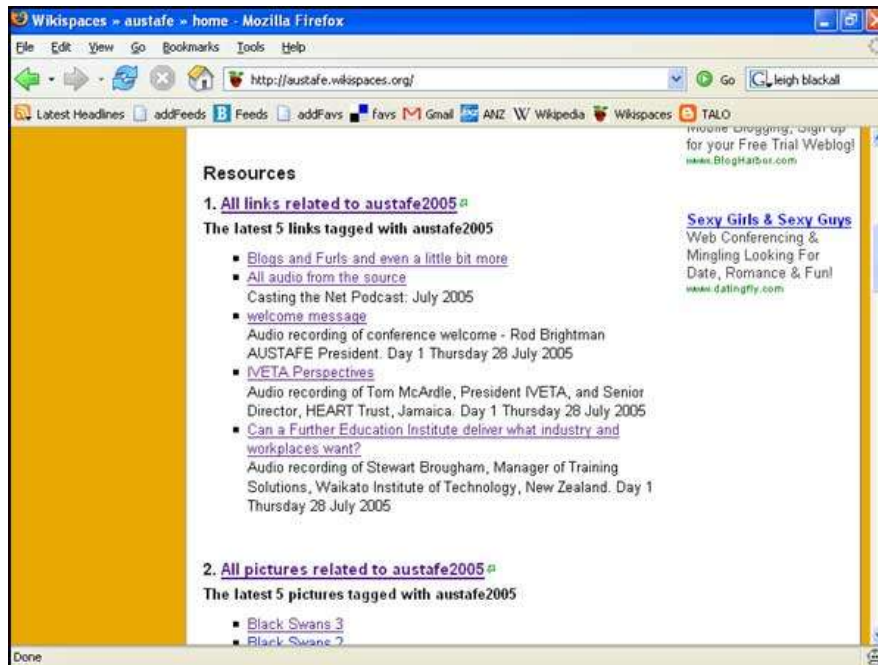 Wikispaces » austafe » home - Mozilla Firefox
File Edit View Go Bookmarks Tools Help
http://austafe.wikispaces.org/ Go leigh blackall
Latest Headlines addFeeds Feeds addFavs favs Gmail ANZ Wikipedia Wikispaces TALO
Resources
1. All links related to austafe2005
The latest 5 links tagged with austafe2005
Blogs and Furls and even a little bit more
All audio from the source
Casting the Net Podcast: July 2005
welcome message
Audio recording of conference welcome - Rod Brightman
AUSTAFE President. Day 1 Thursday 28 July 2005
IVETA Perspectives
Audio recording of Tom McArdle, President IVETA, and Senior
Director, HEART Trust, Jamaica. Day 1 Thursday 28 July 2005
Can a Further Education Institute deliver what industry and
workplaces want?
Audio recording of Stewart Brougham, Manager of Training
Solutions, Waikato Institute of Technology, New Zealand. Day 1
Thursday 28 July 2005
2. All pictures related to austafe2005
The latest 5 pictures tagged with austafe2005
Black Swans 3
Black Swans 2
Mobile Blogging, Sign up
for your Free Trial Weblog!
www.BlogHarbor.com
Sexy Girls & Sexy Guys
Web Conferencing &
Mingling Looking For
Date, Romance & Fun!
www.datingfly.com
Done